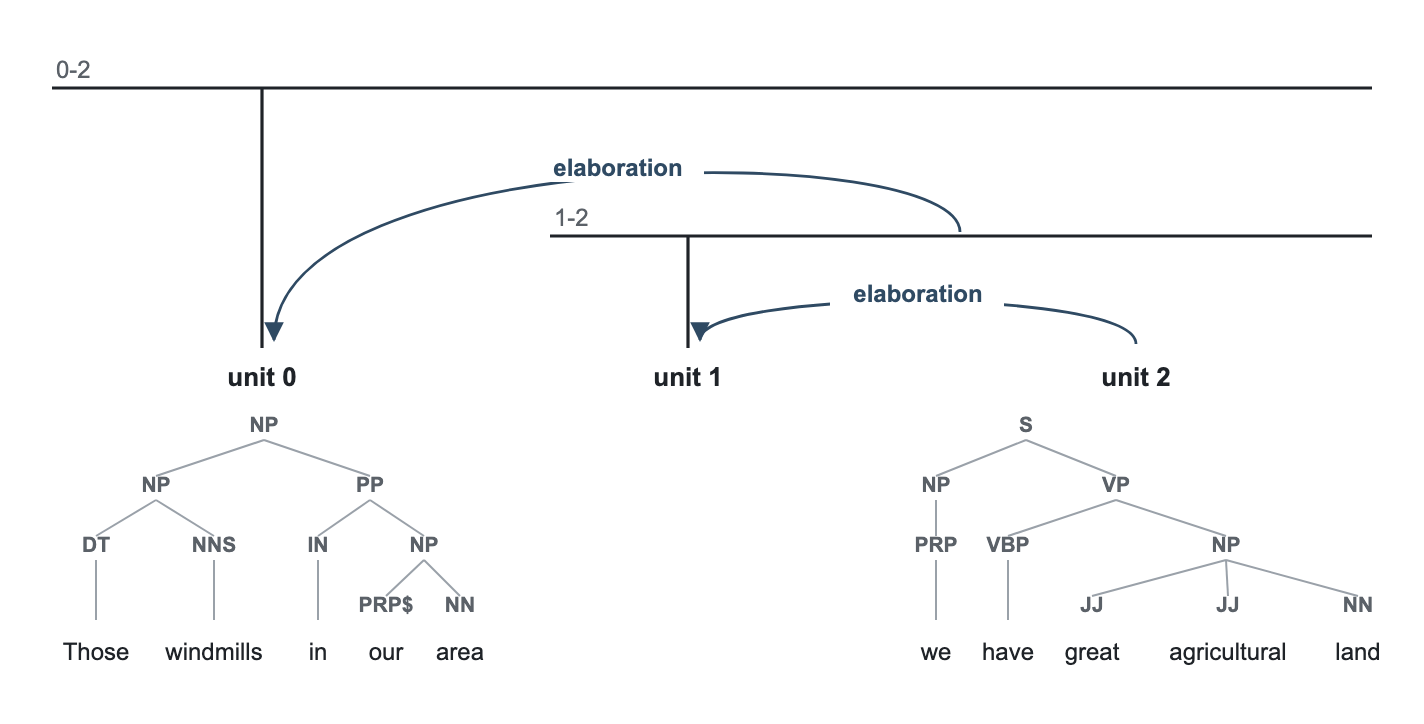 0-2
elaboration
1-2
elaboration
unit 0 unit 1 unit 2
NP S
NP PP NP VP
DT NNS IN NP PRP VBP NP
PRP$ NN JJ JJ NN
Those windmills in our area we have great agricultural land